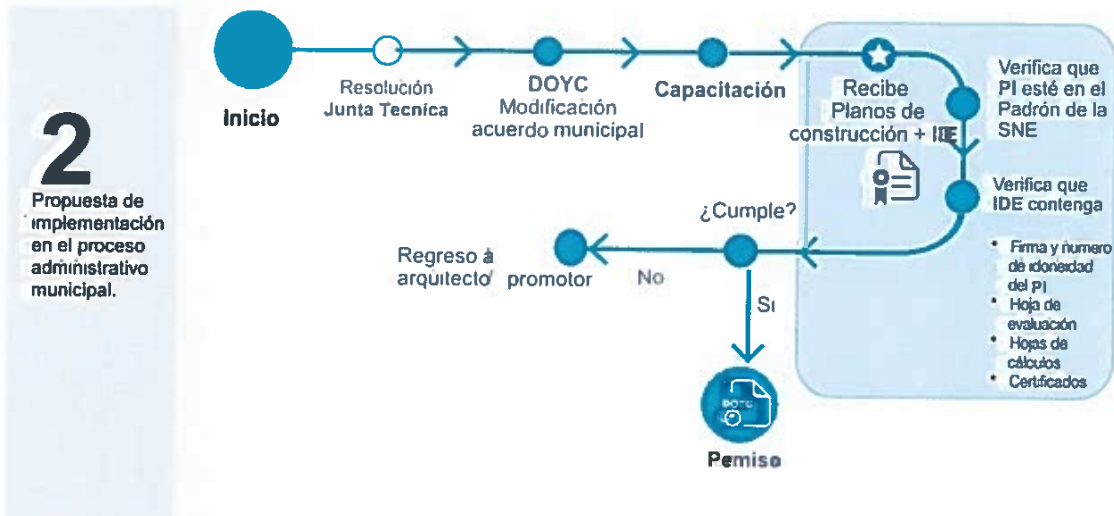 2
Propuesta de
implementación
en el proceso
administrativo
municipal.
Inicio
Resolución
Junta Tecníca
DOYC
Modificación
acuerdo municipal
Capacitación
Recibe
Planos de
construcción + IDE
Verifica que
PI esté en el
Padrón de la
SNE
Verifica que
IDE contenga
• Firma y numero
de idoneidad
del PI
• Hoja de
evaluación
• Hojas de
cálculos
• Certificados
¿Cumple?
No
Regreso á
arquitecto/ promotor
Si
DOYC
Pemiso